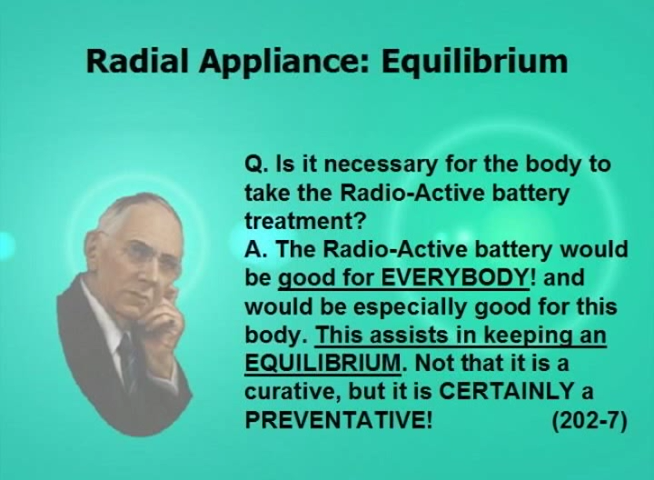 Radial Appliance: Equilibrium
Q. Is it necessary for the body to
take the Radio-Active battery
treatment?
A. The Radio-Active battery would
be good for EVERYBODY! and
would be especially good for this
body. This assists in keeping an
EQUILIBRIUM. Not that it is a
curative, but it is CERTAINLY a
PREVENTATIVE! (202-7)